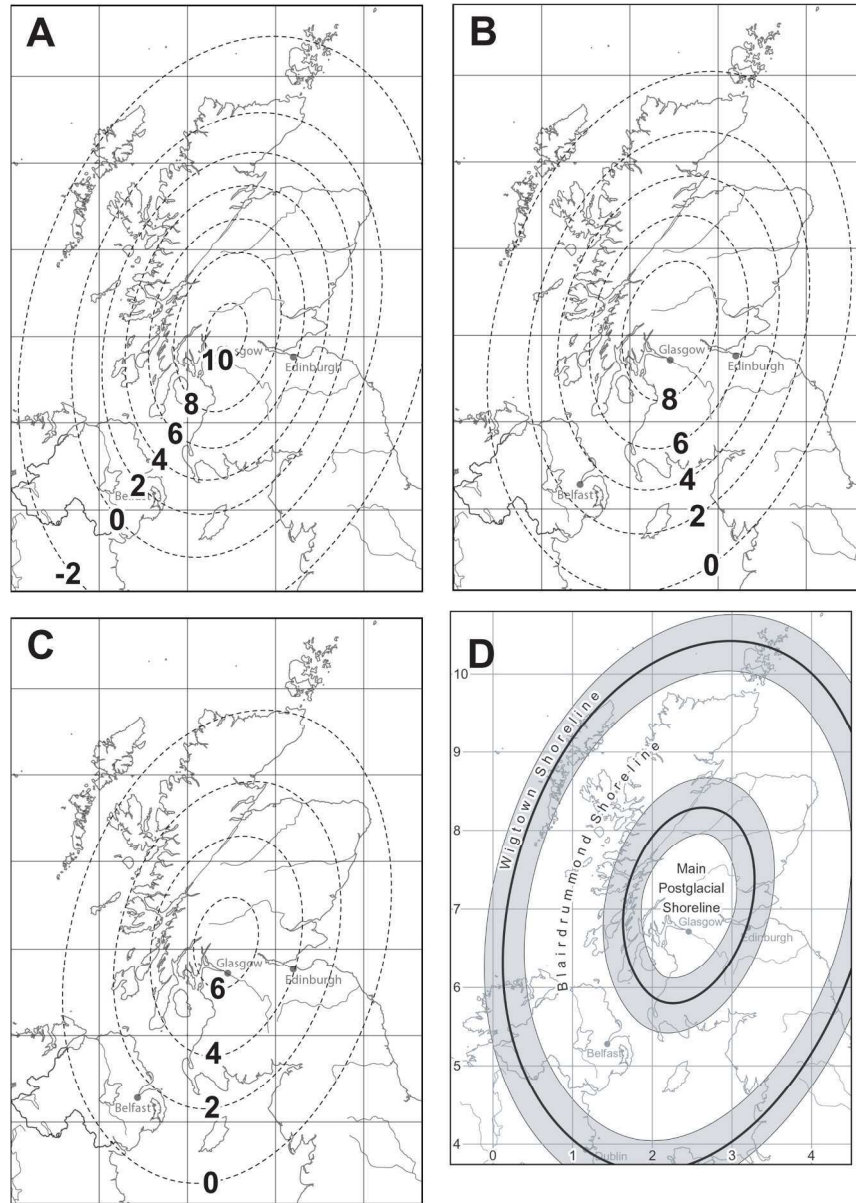 A
10
Glasgow
Edinburgh
8
6
4
2
Belfast
0
-2
B
Glasgow
Edinburgh
8
6
4
Belfast
2
0
C
Glasgow
Edinburgh
6
4
Belfast
2
0
D
10
9
8
7
6
5
4
Wigtown Shoreline
Blairdrummond Shoreline
Main
Postglacial
Shoreline
Glasgow
Edinburgh
Belfast
0 1 2 3 4
Dublin